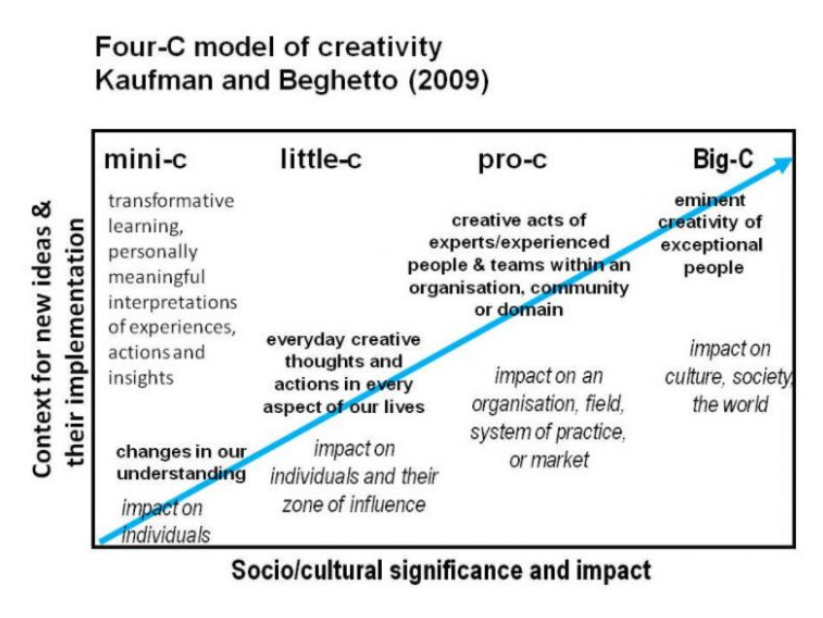 Four-C model of creativity
Kaufman and Beghetto (2009)
mini-c
little-c
pro-c
Big-C
transformative
learning,
personally
meaningful
interpretations
of experiences,
actions and
insights
changes in our
understanding
impact on
individuals
everyday creative
thoughts and
actions in every
aspect of our lives
impact on
individuals and their
zone of influence
creative acts of
experts/experienced
people & teams within an
organisation, community
or domain
impact on an
organisation, field,
system of practice,
or market
eminent
creativity of
exceptional
people
impact on
culture, society,
the world
Context for new ideas &
their implementation
Socio/cultural significance and impact